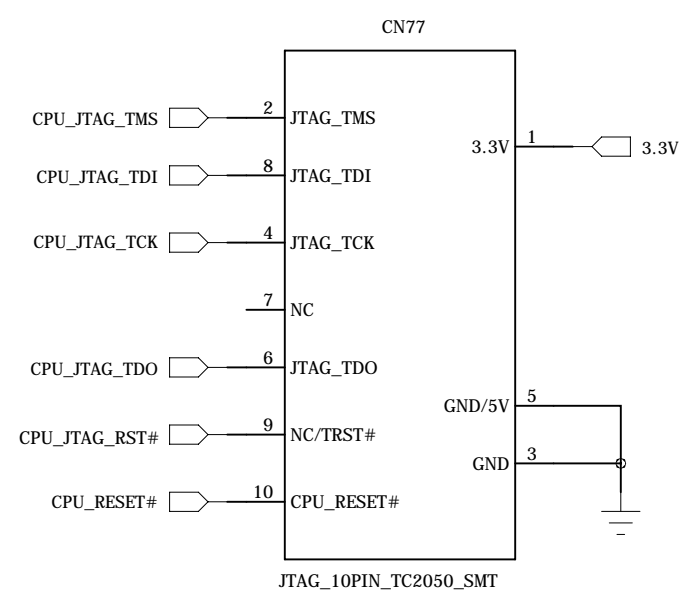 CN77
CPU_JTAG_TMS 2 JTAG_TMS
3.3V 1 3.3V
CPU_JTAG_TDI 8 JTAG_TDI
CPU_JTAG_TCK 4 JTAG_TCK
7 NC
CPU_JTAG_TDO 6 JTAG_TDO
GND/5V 5
CPU_JTAG_RST# 9 NC/TRST#
GND 3
CPU_RESET# 10 CPU_RESET#
JTAG_10PIN_TC2050_SMT